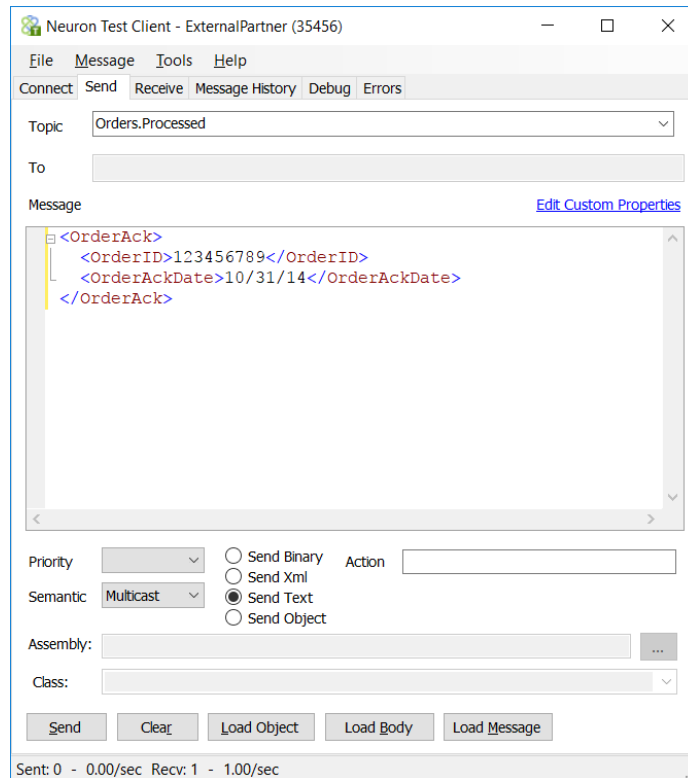 Neuron Test Client - ExternalPartner (35456)
File Message Tools Help
Connect Send Receive Message History Debug Errors
Topic Orders.Processed
To
Message Edit Custom Properties
<OrderAck>
<OrderID>123456789</OrderID>
<OrderAckDate>10/31/14</OrderAckDate>
</OrderAck>
Priority Send Binary Action
Send Xml
Semantic Multicast Send Text
Send Object
Assembly: ...
Class:
Send Clear Load Object Load Body Load Message
Sent: 0 - 0.00/sec Recv: 1 - 1.00/sec